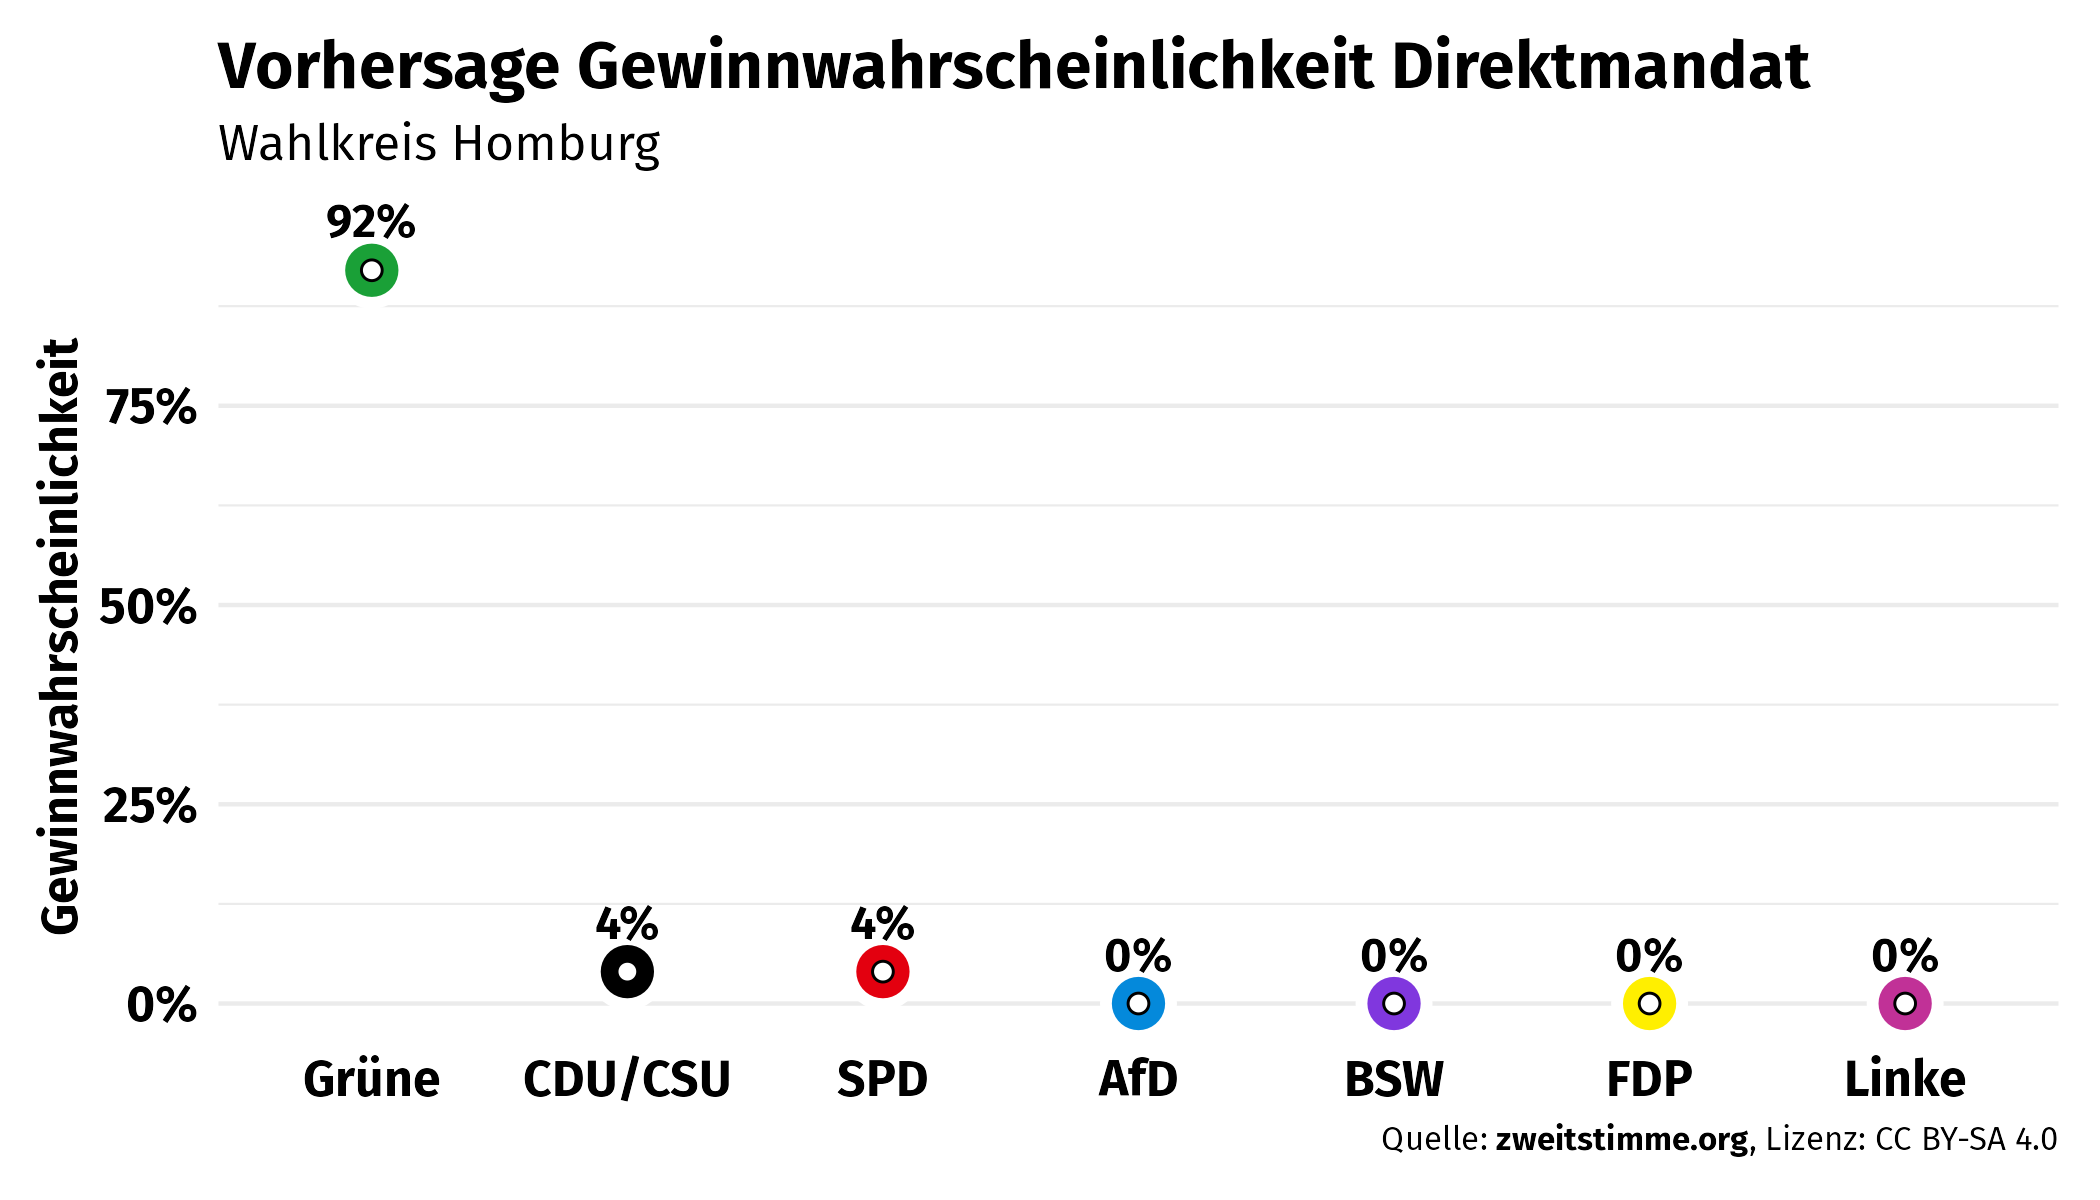 Vorhersage Gewinnwahrscheinlichkeit Direktmandat
Wahlkreis Homburg
Gewinnwahrscheinlichkeit
75%
50%
25%
0%
92%
4%
4%
0%
0%
0%
0%
Grüne
CDU/CSU
SPD
AfD
BSW
FDP
Linke
Quelle: zweitstimme.org, Lizenz: CC BY-SA 4.0